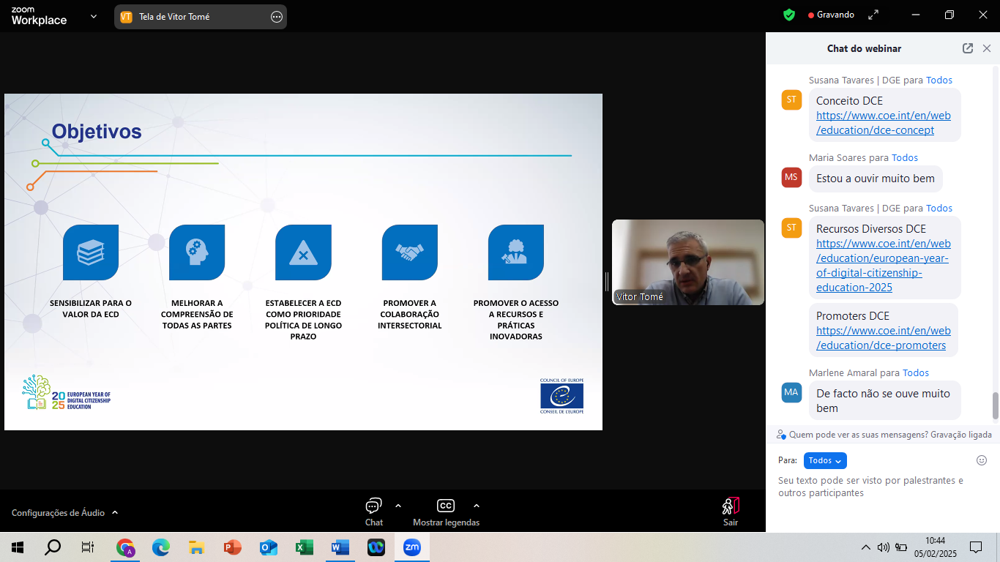 zoom
Workplace
VT
Tela de Vitor Tomé
Gravando
Objetivos
SENSIBILIZAR PARA O
VALOR DA ECD
MELHORAR A
COMPREENSÃO DE
TODAS AS PARTES
ESTABELECER A ECD
COMO PRIORIDADE
POLÍTICA DE LONGO
PRAZO
PROMOVER A
COLABORAÇÃO
INTERSECTORIAL
PROMOVER O ACESSO
A RECURSOS E
PRÁTICAS
INOVADORAS
2025
EUROPEAN YEAR OF
DIGITAL CITIZENSHIP
EDUCATION
COUNCIL OF EUROPE
CONSEIL DE L'EUROPE
Vitor Tomé
Chat do webinar
Susana Tavares | DGE para Todos
ST
Conceito DCE
https://www.coe.int/en/web
/education/dce-concept
Maria Soares para Todos
MS
Estou a ouvir muito bem
Susana Tavares | DGE para Todos
ST
Recursos Diversos DCE
https://www.coe.int/en/web
/education/european-year-
of-digital-citizenship-
education-2025
Promoters DCE
https://www.coe.int/en/web
/education/dce-promoters
Marlene Amaral para Todos
MA
De facto não se ouve muito
bem
Quem pode ver as suas mensagens? Gravação ligada
Para: Todos
Seu texto pode ser visto por palestrantes e
outros participantes
Configurações de Áudio
Chat
CC
Mostrar legendas
Sair
A
P
O
X
W
zm
10:44
05/02/2025